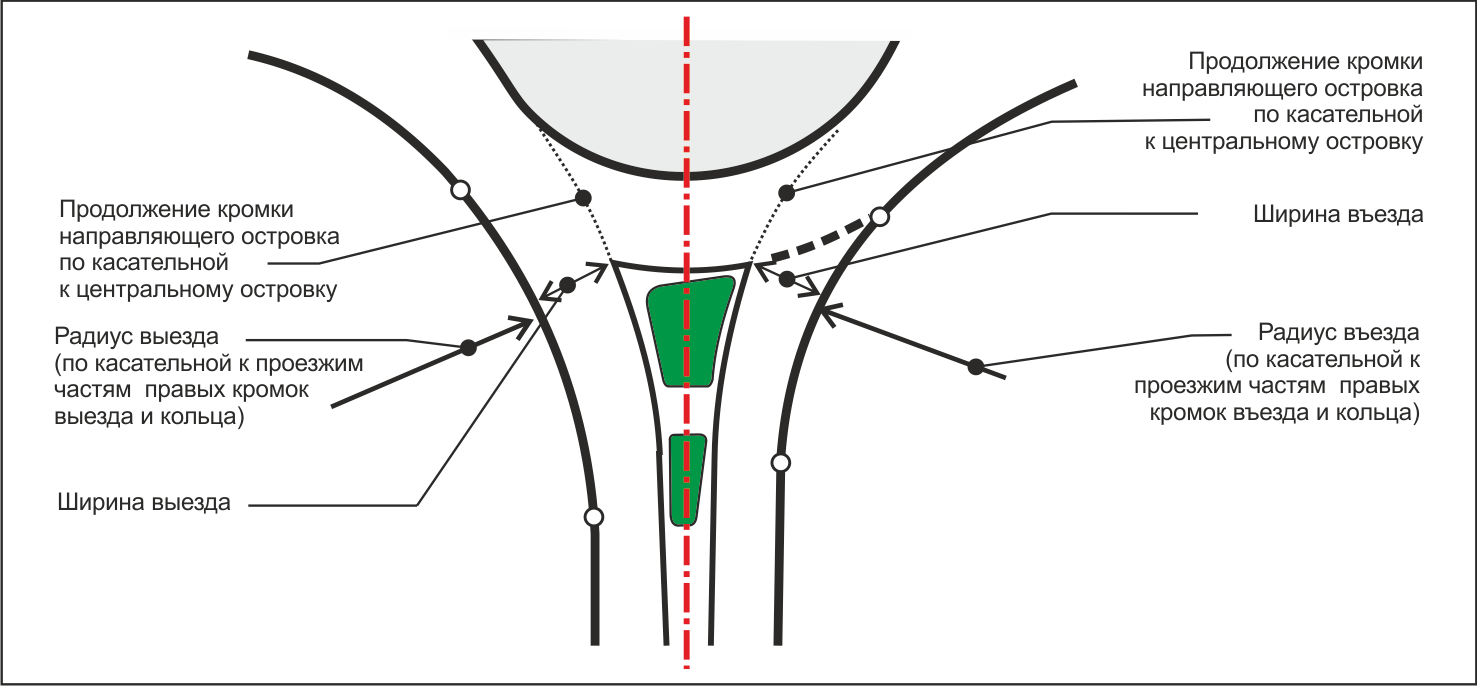 Продолжение кромки
направляющего островка
по касательной
к центральному островку
Ширина въезда
Радиус въезда
(по касательной к
проезжим частям правых
кромок въезда и кольца)
Продолжение кромки
направляющего островка
по касательной
к центральному островку
Радиус выезда
(по касательной к проезжим
частям правых кромок
выезда и кольца)
Ширина выезда